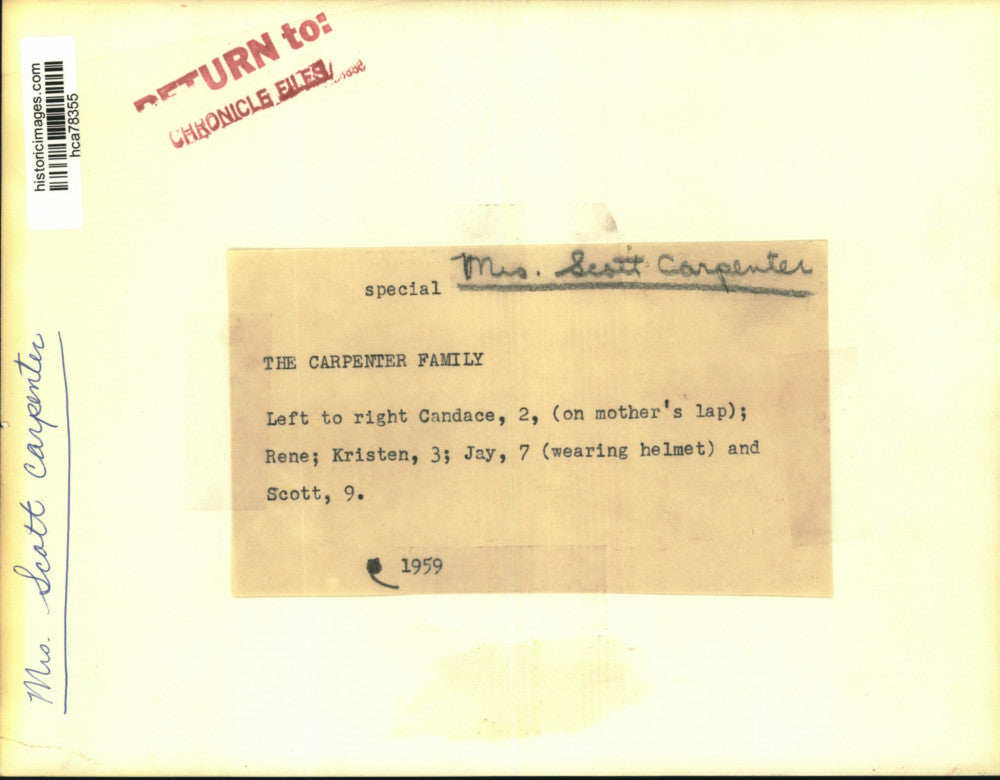 historicimages.com
hca78355
RETURN to:
CHRONICLE FILES
Mrs. Scott Carpenter
special
THE CARPENTER FAMILY
Left to right Candace, 2, (on mother's lap);
Rene; Kristen, 3; Jay, 7 (wearing helmet) and
Scott, 9.
1959
Mrs. Scott Carpenter